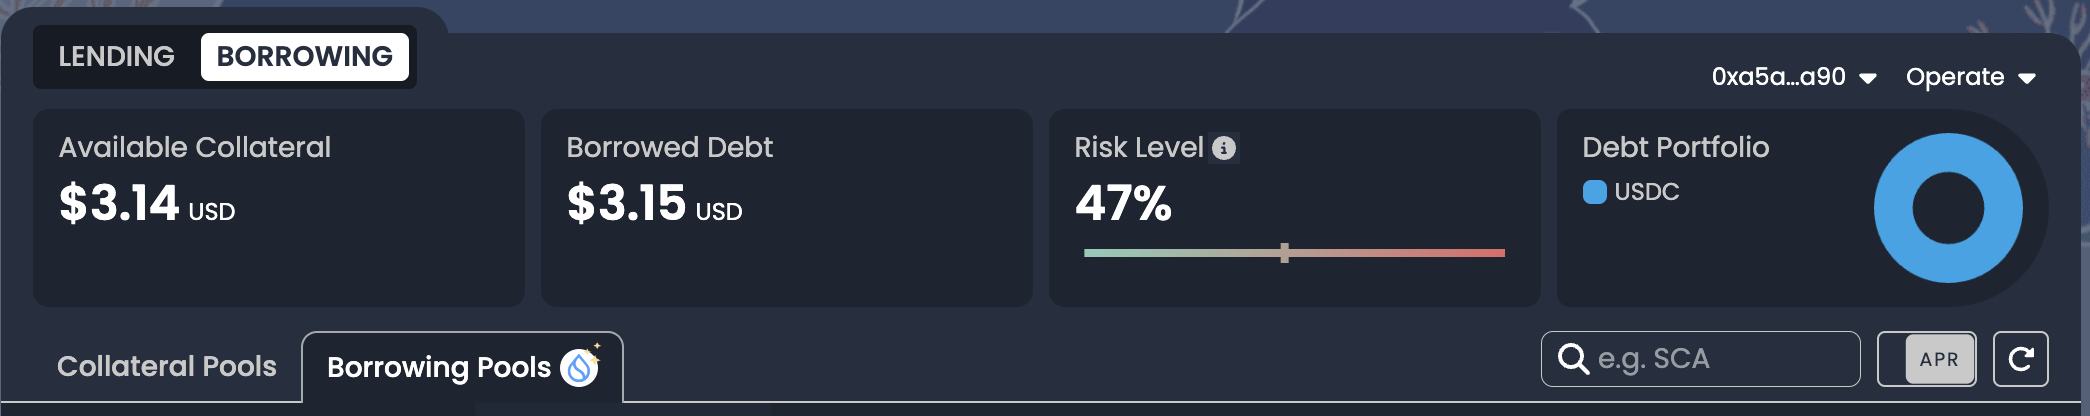 LENDING
BORROWING
0xa5a...a90
Operate
Available Collateral
$3.14 USD
Borrowed Debt
$3.15 USD
Risk Level
47%
Debt Portfolio
USDC
Collateral Pools
Borrowing Pools
e.g. SCA
APR